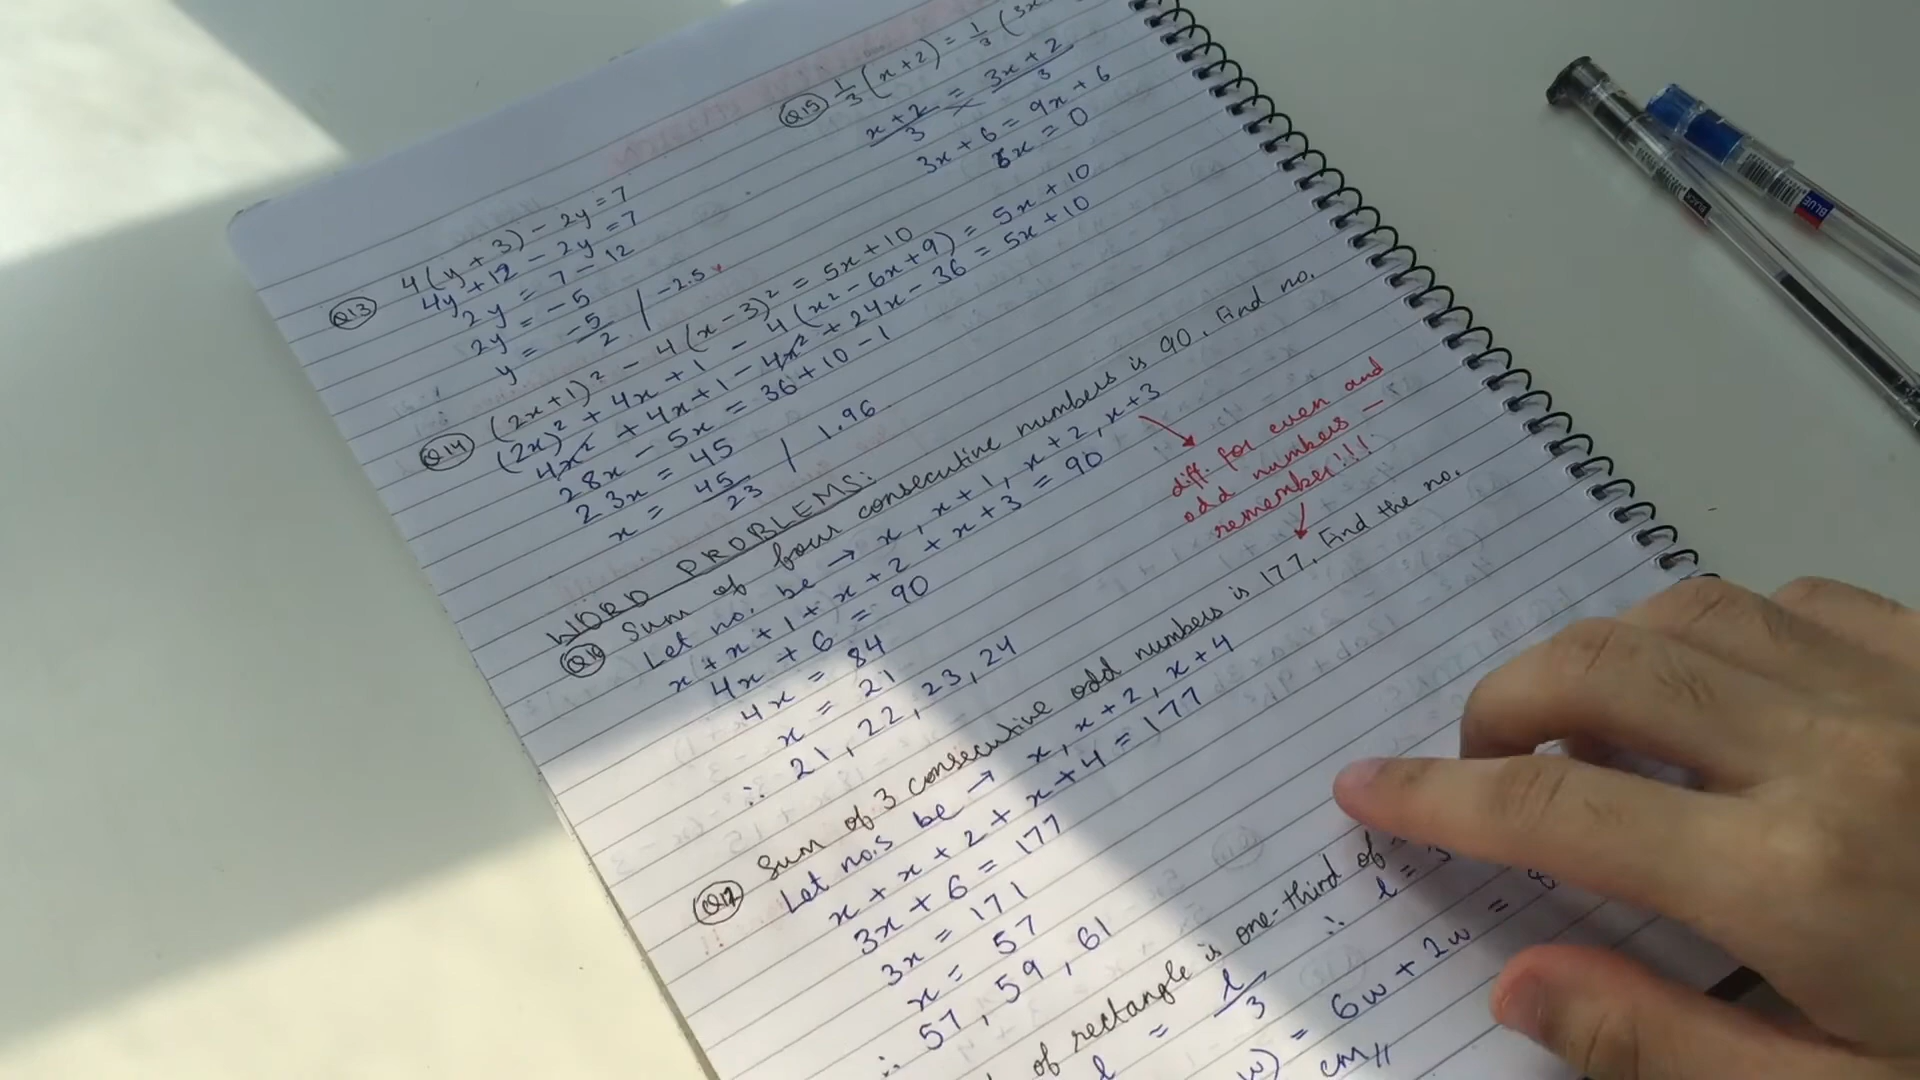 Q13 4(y + 3) - 2y = 7
4y + 12 - 2y = 7
2y = 7 - 12
2y = -5
y = -5/2 / -2.5
Q14 (2x+1)² - 4(x-3)² = 5x + 10
(2x)² + 4x + 1 - 4(x² - 6x + 9) = 5x + 10
4x² + 4x + 1 - 4x² + 24x - 36 = 5x + 10
28x - 5x = 36 + 10 - 1
23x = 45
x = 45/23 / 1.96
Q15 1/3 (x+2) = 1/3 (3x
x+2/3 = 3x+2/3
3x + 6 = 9x + 6
6x = 0
WORD PROBLEMS:
Q16 Sum of four consecutive numbers is 90. Find no.
Let no. be → x, x+1, x+2, x+3
x + x+1 + x+2 + x+3 = 90
4x + 6 = 90
4x = 84
x = 21
∴ 21, 22, 23, 24
diff. for even and
odd numbers —
remember!!!
Q17 Sum of 3 consecutive odd numbers is 177. Find the no.
Let no.s be → x, x+2, x+4
x + x+2 + x+4 = 177
3x + 6 = 177
3x = 171
x = 57
∴ 57, 59, 61
of rectangle is one-third of
l = l/3 ∴ l =
w) = 6w + 2w =
cm //
BLACK
BLUE